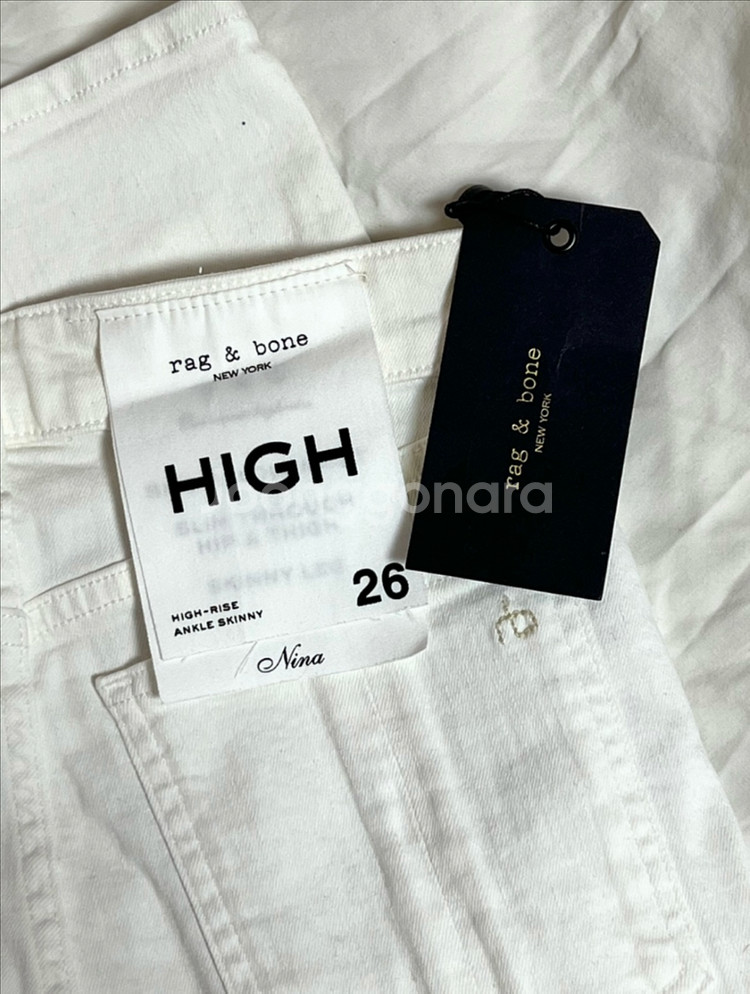 rag & bone
NEW YORK
HIGH
SLIM THROUGH
HIP & THIGH
SKINNY LEG
26
HIGH-RISE
ANKLE SKINNY
Nina
rag & bone
NEW YORK
rb